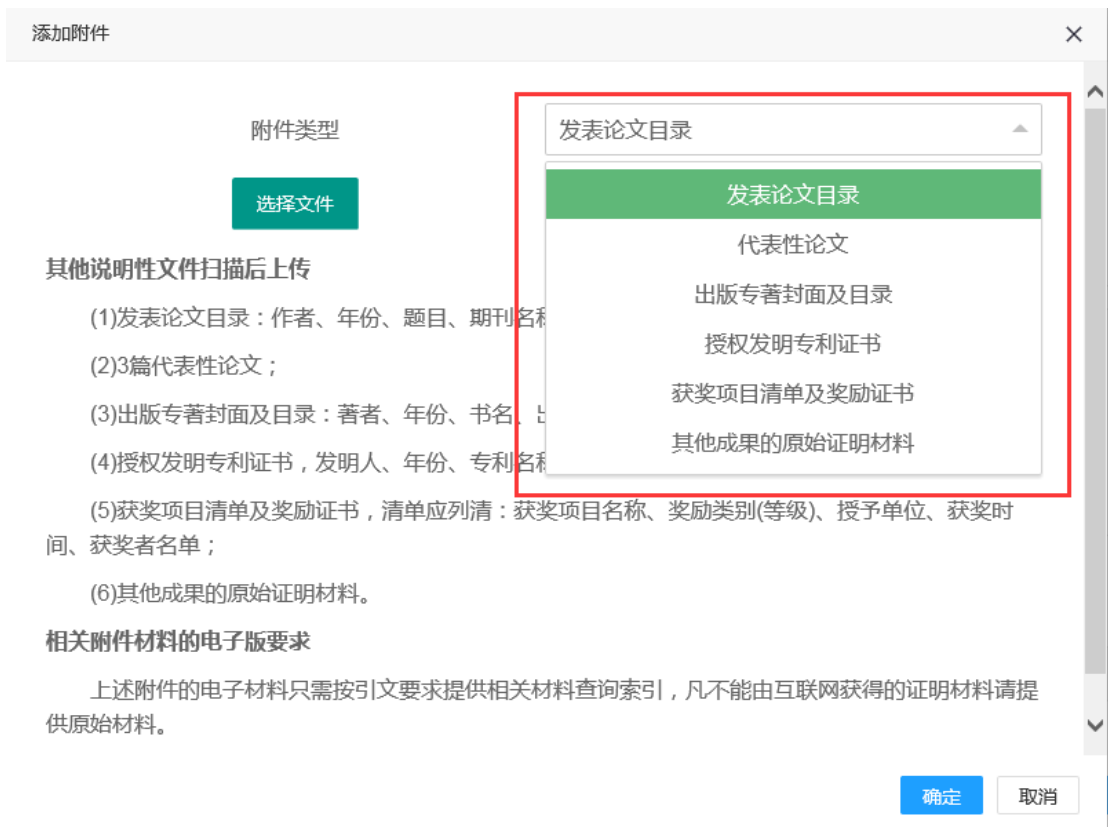 添加附件
附件类型
发表论文目录
发表论文目录
代表性论文
出版专著封面及目录
授权发明专利证书
获奖项目清单及奖励证书
其他成果的原始证明材料
选择文件
其他说明性文件扫描后上传
(1)发表论文目录：作者、年份、题目、期刊名称
(2)3篇代表性论文；
(3)出版专著封面及目录：著者、年份、书名、
(4)授权发明专利证书，发明人、年份、专利名称
(5)获奖项目清单及奖励证书，清单应列清：获奖项目名称、奖励类别(等级)、授予单位、获奖时
间、获奖者名单；
(6)其他成果的原始证明材料。
相关附件材料的电子版要求
上述附件的电子材料只需按引文要求提供相关材料查询索引，凡不能由互联网获得的证明材料请提
供原始材料。
确定
取消